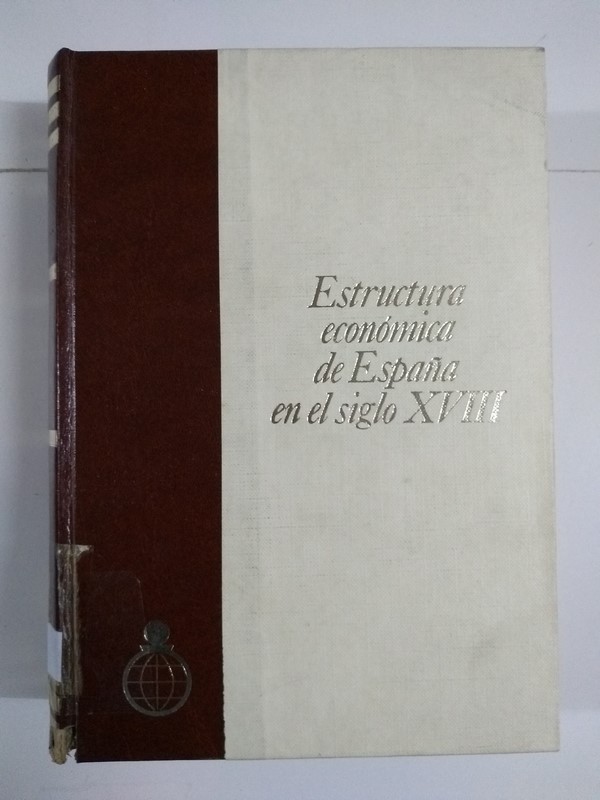 Estructura
económica
de España
en el siglo XVIII